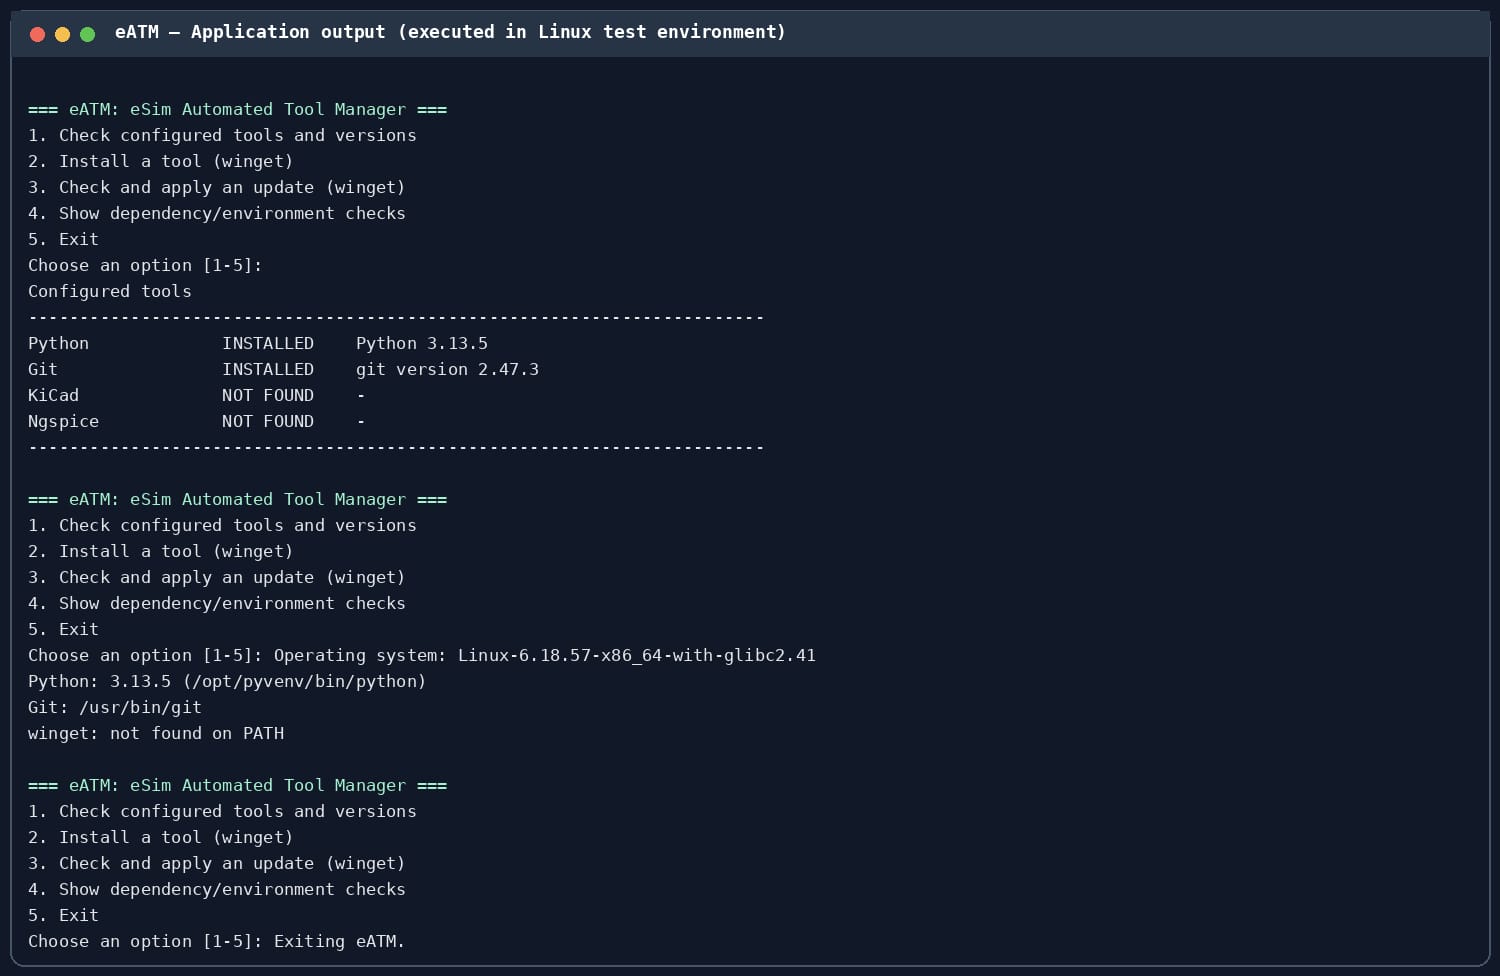 eATM — Application output (executed in Linux test environment)
=== eATM: eSim Automated Tool Manager ===
1. Check configured tools and versions
2. Install a tool (winget)
3. Check and apply an update (winget)
4. Show dependency/environment checks
5. Exit
Choose an option [1-5]:
Configured tools
------------------------------------------------------------------------
Python             INSTALLED    Python 3.13.5
Git                INSTALLED    git version 2.47.3
KiCad              NOT FOUND    -
Ngspice            NOT FOUND    -
------------------------------------------------------------------------
=== eATM: eSim Automated Tool Manager ===
1. Check configured tools and versions
2. Install a tool (winget)
3. Check and apply an update (winget)
4. Show dependency/environment checks
5. Exit
Choose an option [1-5]: Operating system: Linux-6.18.57-x86_64-with-glibc2.41
Python: 3.13.5 (/opt/pyvenv/bin/python)
Git: /usr/bin/git
winget: not found on PATH
=== eATM: eSim Automated Tool Manager ===
1. Check configured tools and versions
2. Install a tool (winget)
3. Check and apply an update (winget)
4. Show dependency/environment checks
5. Exit
Choose an option [1-5]: Exiting eATM.